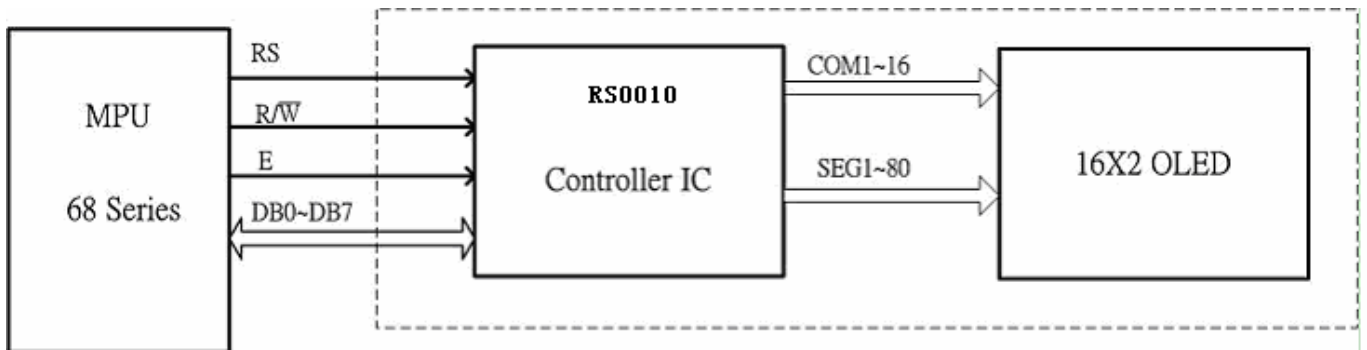 MPU
68 Series
RS
R/W̅
E
DB0~DB7
RS0010
Controller IC
COM1~16
SEG1~80
16X2 OLED